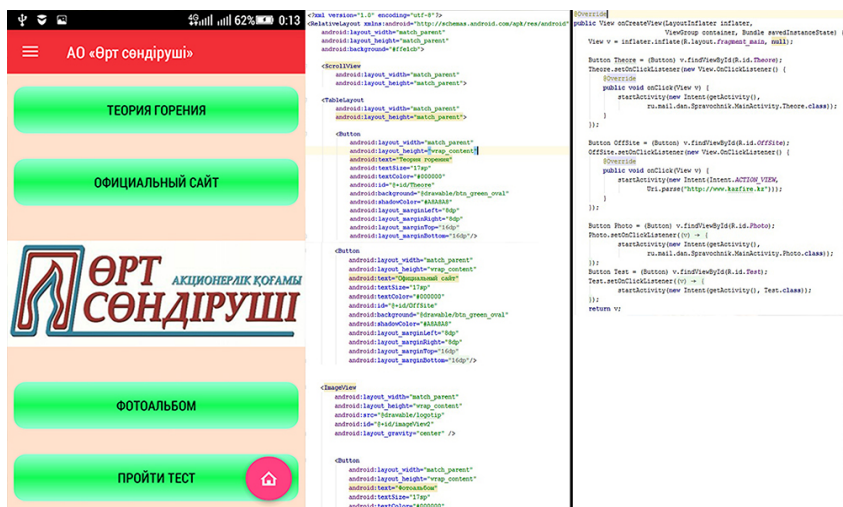 4G 62% 0:13
АО «Өрт сөндіруші»
ТЕОРИЯ ГОРЕНИЯ
ОФИЦИАЛЬНЫЙ САЙТ
ӨРТ
АКЦИОНЕРЛІК ҚОҒАМЫ
СӨНДІРУШІ
ФОТОАЛЬБОМ
ПРОЙТИ ТЕСТ
<?xml version="1.0" encoding="utf-8"?>
<RelativeLayout xmlns:android="http://schemas.android.com/apk/res/android"
android:layout_width="match_parent"
android:layout_height="match_parent"
android:background="#ffe1cb">
<ScrollView
android:layout_width="match_parent"
android:layout_height="match_parent">
<TableLayout
android:layout_width="match_parent"
android:layout_height="match_parent">
<Button
android:layout_width="match_parent"
android:layout_height="wrap_content"
android:text="Теория горения"
android:textSize="17sp"
android:textColor="#000000"
android:id="@+id/Theore"
android:background="@drawable/btn_green_oval"
android:shadowColor="#A8A8A8"
android:layout_marginLeft="8dp"
android:layout_marginRight="8dp"
android:layout_marginTop="16dp"
android:layout_marginBottom="16dp"/>
<Button
android:layout_width="match_parent"
android:layout_height="wrap_content"
android:text="Официальный сайт"
android:textSize="17sp"
android:textColor="#000000"
android:id="@+id/OffSite"
android:background="@drawable/btn_green_oval"
android:shadowColor="#A8A8A8"
android:layout_marginLeft="8dp"
android:layout_marginRight="8dp"
android:layout_marginTop="16dp"
android:layout_marginBottom="16dp"/>
<ImageView
android:layout_width="match_parent"
android:layout_height="wrap_content"
android:src="@drawable/logotip"
android:id="@+id/imageView2"
android:layout_gravity="center" />
<Button
android:layout_width="match_parent"
android:layout_height="wrap_content"
android:text="Фотоальбом"
android:textSize="17sp"
android:textColor="#000000"
@Override
public View onCreateView(LayoutInflater inflater,
ViewGroup container, Bundle savedInstanceState) {
View v = inflater.inflate(R.layout.fragment_main, null);
Button Theore = (Button) v.findViewById(R.id.Theore);
Theore.setOnClickListener(new View.OnClickListener() {
@Override
public void onClick(View v) {
startActivity(new Intent(getActivity(),
ru.mail.dan.Spravochnik.MainActivity.Theore.class));
}
});
Button OffSite = (Button) v.findViewById(R.id.OffSite);
OffSite.setOnClickListener(new View.OnClickListener() {
@Override
public void onClick(View v) {
startActivity(new Intent(Intent.ACTION_VIEW,
Uri.parse("http://www.kazfire.kz")));
}
});
Button Photo = (Button) v.findViewById(R.id.Photo);
Photo.setOnClickListener((v) → {
startActivity(new Intent(getActivity(),
ru.mail.dan.Spravochnik.MainActivity.Photo.class));
});
Button Test = (Button) v.findViewById(R.id.Test);
Test.setOnClickListener((v) → {
startActivity(new Intent(getActivity(), Test.class));
});
return v;